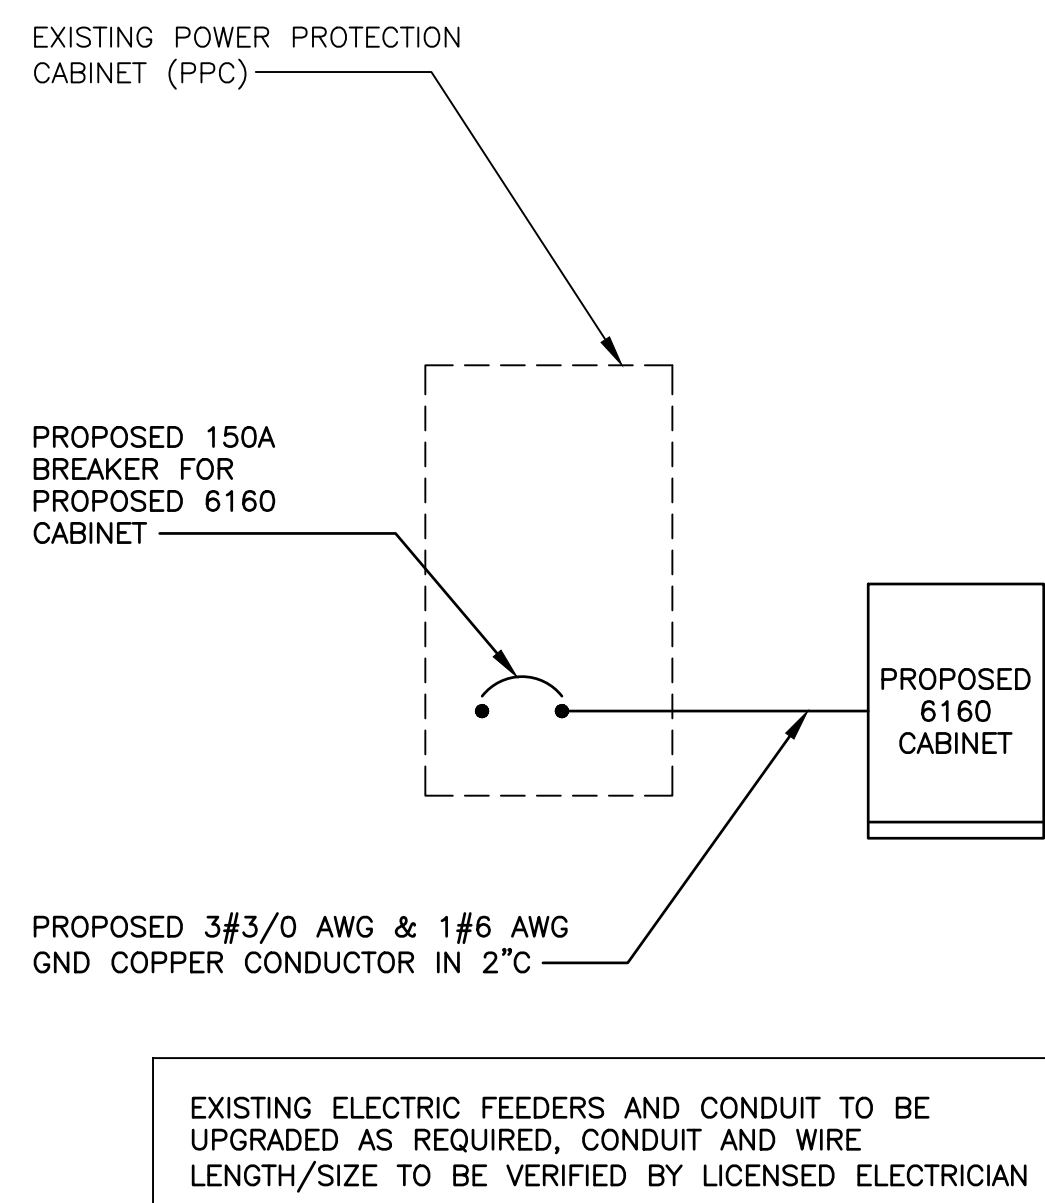 EXISTING POWER PROTECTION
CABINET (PPC)
PROPOSED 150A
BREAKER FOR
PROPOSED 6160
CABINET
PROPOSED
6160
CABINET
PROPOSED 3#3/0 AWG & 1#6 AWG
GND COPPER CONDUCTOR IN 2"C
EXISTING ELECTRIC FEEDERS AND CONDUIT TO BE
UPGRADED AS REQUIRED, CONDUIT AND WIRE
LENGTH/SIZE TO BE VERIFIED BY LICENSED ELECTRICIAN